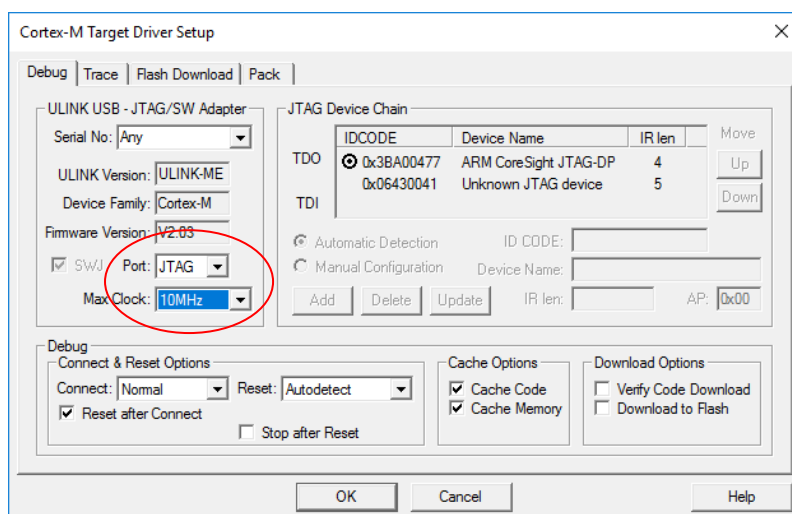 Cortex-M Target Driver Setup
Debug Trace Flash Download Pack
ULINK USB - JTAG/SW Adapter
Serial No: Any
ULINK Version: ULINK-ME
Device Family: Cortex-M
Firmware Version: V2.03
SWJ Port: JTAG
Max Clock: 10MHz
JTAG Device Chain
IDCODE Device Name IR len Move
TDO 0x3BA00477 ARM CoreSight JTAG-DP 4 Up
0x06430041 Unknown JTAG device 5
TDI Down
Automatic Detection ID CODE:
Manual Configuration Device Name:
Add Delete Update IR len: AP: 0x00
Debug
Connect & Reset Options
Connect: Normal Reset: Autodetect
Reset after Connect
Stop after Reset
Cache Options
Cache Code
Cache Memory
Download Options
Verify Code Download
Download to Flash
OK Cancel Help